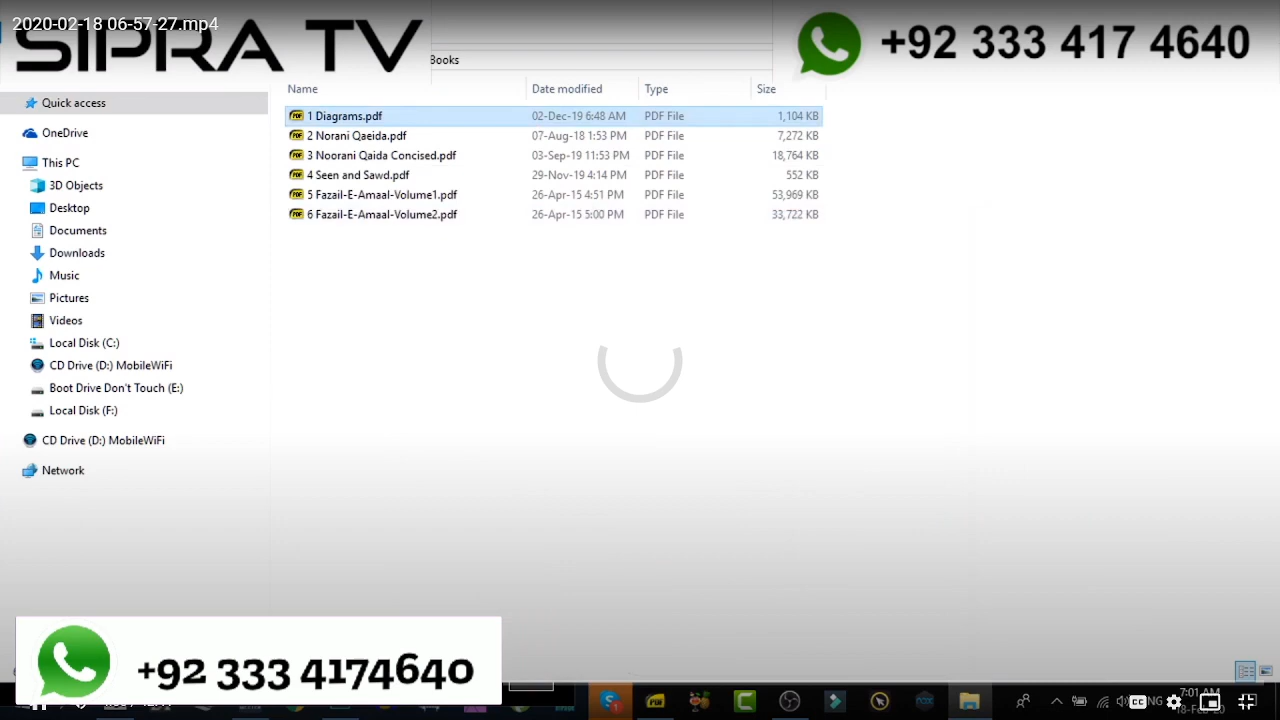 2020-02-18 06-57-27.mp4
SIPRA TV
+92 333 417 4640
Books
Name Date modified Type Size
Quick access
OneDrive
This PC
3D Objects
Desktop
Documents
Downloads
Music
Pictures
Videos
Local Disk (C:)
CD Drive (D:) MobileWiFi
Boot Drive Don't Touch (E:)
Local Disk (F:)
CD Drive (D:) MobileWiFi
Network
1 Diagrams.pdf 02-Dec-19 6:48 AM PDF File 1,104 KB
2 Norani Qaeida.pdf 07-Aug-18 1:53 PM PDF File 7,272 KB
3 Noorani Qaida Concised.pdf 03-Sep-19 11:53 PM PDF File 18,764 KB
4 Seen and Sawd.pdf 29-Nov-19 4:14 PM PDF File 552 KB
5 Fazail-E-Amaal-Volume1.pdf 26-Apr-15 4:51 PM PDF File 53,969 KB
6 Fazail-E-Amaal-Volume2.pdf 26-Apr-15 5:00 PM PDF File 33,722 KB
+92 333 4174640
CC
7:01 AM